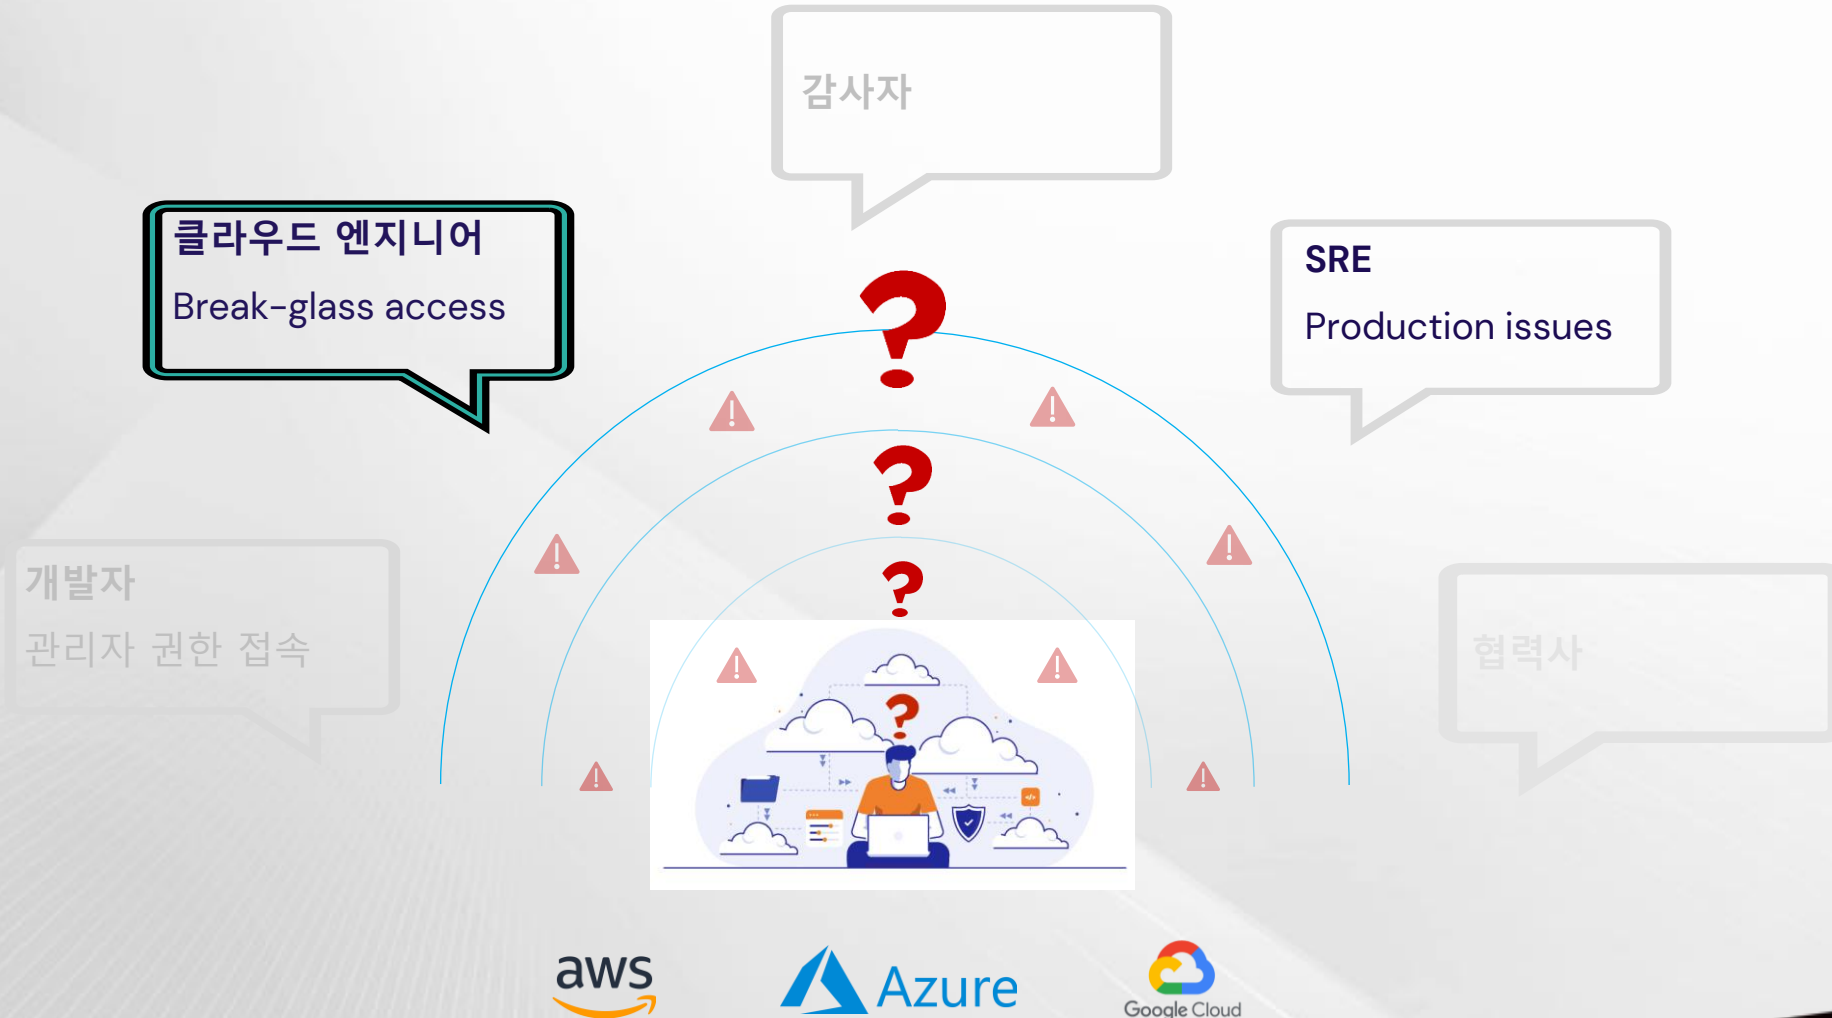 감사자
클라우드 엔지니어
Break-glass access
SRE
Production issues
개발자
관리자 권한 접속
협력사
aws
Azure
Google Cloud